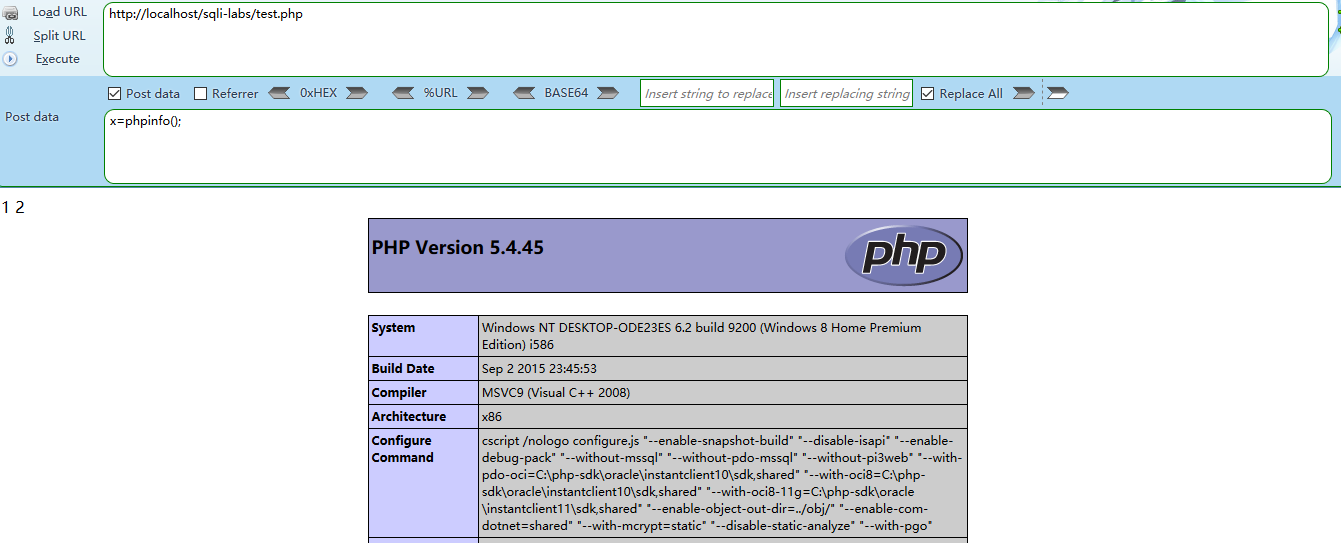 Load URL
http://localhost/sqli-labs/test.php
Split URL
Execute
Post data Referrer 0xHEX %URL BASE64 Insert string to replace Insert replacing string Replace All
Post data
x=phpinfo();
1 2
PHP Version 5.4.45
php
System
Windows NT DESKTOP-ODE23ES 6.2 build 9200 (Windows 8 Home Premium
Edition) i586
Build Date Sep 2 2015 23:45:53
Compiler MSVC9 (Visual C++ 2008)
Architecture x86
Configure
Command
cscript /nologo configure.js "--enable-snapshot-build" "--disable-isapi" "--enable-
debug-pack" "--without-mssql" "--without-pdo-mssql" "--without-pi3web" "--with-
pdo-oci=C:\php-sdk\oracle\instantclient10\sdk,shared" "--with-oci8=C:\php-
sdk\oracle\instantclient10\sdk,shared" "--with-oci8-11g=C:\php-sdk\oracle
\instantclient11\sdk,shared" "--enable-object-out-dir=../obj/" "--enable-com-
dotnet=shared" "--with-mcrypt=static" "--disable-static-analyze" "--with-pgo"